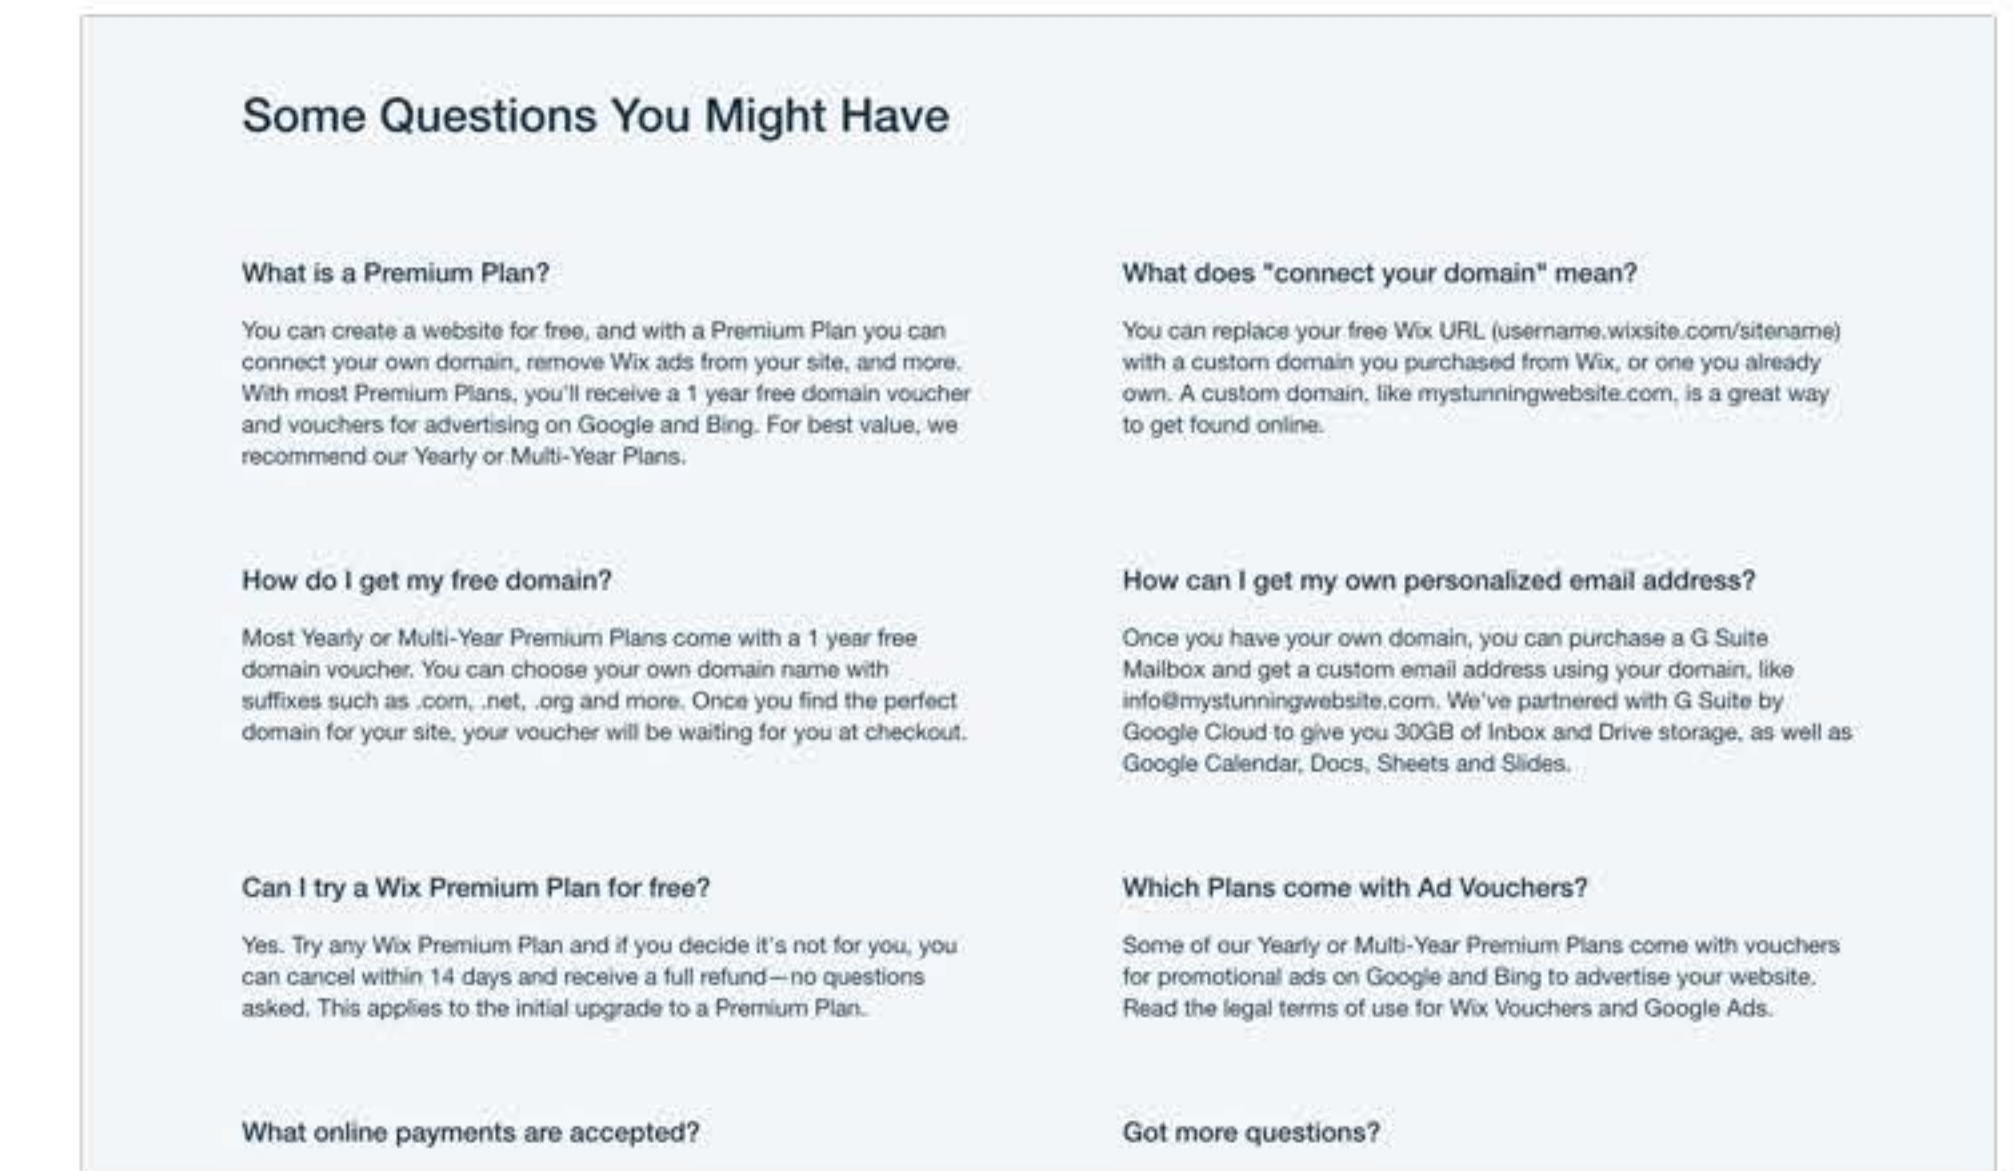 Some Questions You Might Have
What is a Premium Plan?
You can create a website for free, and with a Premium Plan you can
connect your own domain, remove Wix ads from your site, and more.
With most Premium Plans, you'll receive a 1 year free domain voucher
and vouchers for advertising on Google and Bing. For best value, we
recommend our Yearly or Multi-Year Plans.
What does "connect your domain" mean?
You can replace your free Wix URL (username.wixsite.com/sitename)
with a custom domain you purchased from Wix, or one you already
own. A custom domain, like mystunningwebsite.com, is a great way
to get found online.
How do I get my free domain?
Most Yearly or Multi-Year Premium Plans come with a 1 year free
domain voucher. You can choose your own domain name with
suffixes such as .com, .net, .org and more. Once you find the perfect
domain for your site, your voucher will be waiting for you at checkout.
How can I get my own personalized email address?
Once you have your own domain, you can purchase a G Suite
Mailbox and get a custom email address using your domain, like
info@mystunningwebsite.com. We've partnered with G Suite by
Google Cloud to give you 30GB of Inbox and Drive storage, as well as
Google Calendar, Docs, Sheets and Slides.
Can I try a Wix Premium Plan for free?
Yes. Try any Wix Premium Plan and if you decide it's not for you, you
can cancel within 14 days and receive a full refund—no questions
asked. This applies to the initial upgrade to a Premium Plan.
Which Plans come with Ad Vouchers?
Some of our Yearly or Multi-Year Premium Plans come with vouchers
for promotional ads on Google and Bing to advertise your website.
Read the legal terms of use for Wix Vouchers and Google Ads.
What online payments are accepted?
Got more questions?